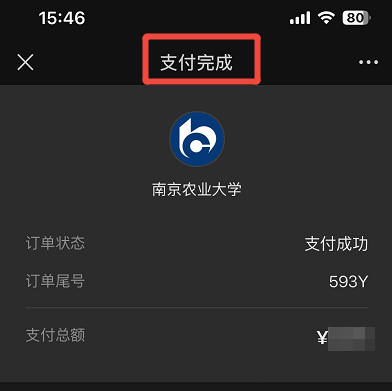 15:46
80
支付完成
南京农业大学
订单状态 支付成功
订单尾号 593Y
支付总额 ¥